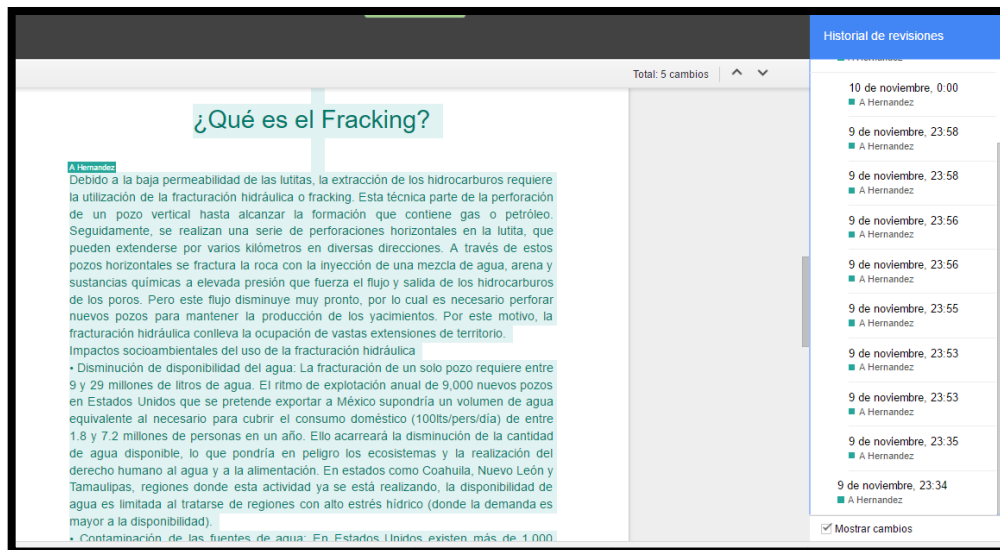 Historial de revisiones
A Hernandez
Total: 5 cambios
¿Qué es el Fracking?
A Hernandez
Debido a la baja permeabilidad de las lutitas, la extracción de los hidrocarburos requiere
la utilización de la fracturación hidráulica o fracking. Esta técnica parte de la perforación
de un pozo vertical hasta alcanzar la formación que contiene gas o petróleo.
Seguidamente, se realizan una serie de perforaciones horizontales en la lutita, que
pueden extenderse por varios kilómetros en diversas direcciones. A través de estos
pozos horizontales se fractura la roca con la inyección de una mezcla de agua, arena y
sustancias químicas a elevada presión que fuerza el flujo y salida de los hidrocarburos
de los poros. Pero este flujo disminuye muy pronto, por lo cual es necesario perforar
nuevos pozos para mantener la producción de los yacimientos. Por este motivo, la
fracturación hidráulica conlleva la ocupación de vastas extensiones de territorio.
Impactos socioambientales del uso de la fracturación hidráulica
• Disminución de disponibilidad del agua: La fracturación de un solo pozo requiere entre
9 y 29 millones de litros de agua. El ritmo de explotación anual de 9,000 nuevos pozos
en Estados Unidos que se pretende exportar a México supondría un volumen de agua
equivalente al necesario para cubrir el consumo doméstico (100lts/pers/día) de entre
1.8 y 7.2 millones de personas en un año. Ello acarreará la disminución de la cantidad
de agua disponible, lo que pondría en peligro los ecosistemas y la realización del
derecho humano al agua y a la alimentación. En estados como Coahuila, Nuevo León y
Tamaulipas, regiones donde esta actividad ya se está realizando, la disponibilidad de
agua es limitada al tratarse de regiones con alto estrés hídrico (donde la demanda es
mayor a la disponibilidad).
• Contaminación de las fuentes de agua: En Estados Unidos existen más de 1,000
10 de noviembre, 0:00
A Hernandez
9 de noviembre, 23:58
A Hernandez
9 de noviembre, 23:58
A Hernandez
9 de noviembre, 23:56
A Hernandez
9 de noviembre, 23:56
A Hernandez
9 de noviembre, 23:55
A Hernandez
9 de noviembre, 23:53
A Hernandez
9 de noviembre, 23:53
A Hernandez
9 de noviembre, 23:35
A Hernandez
9 de noviembre, 23:34
A Hernandez
Mostrar cambios